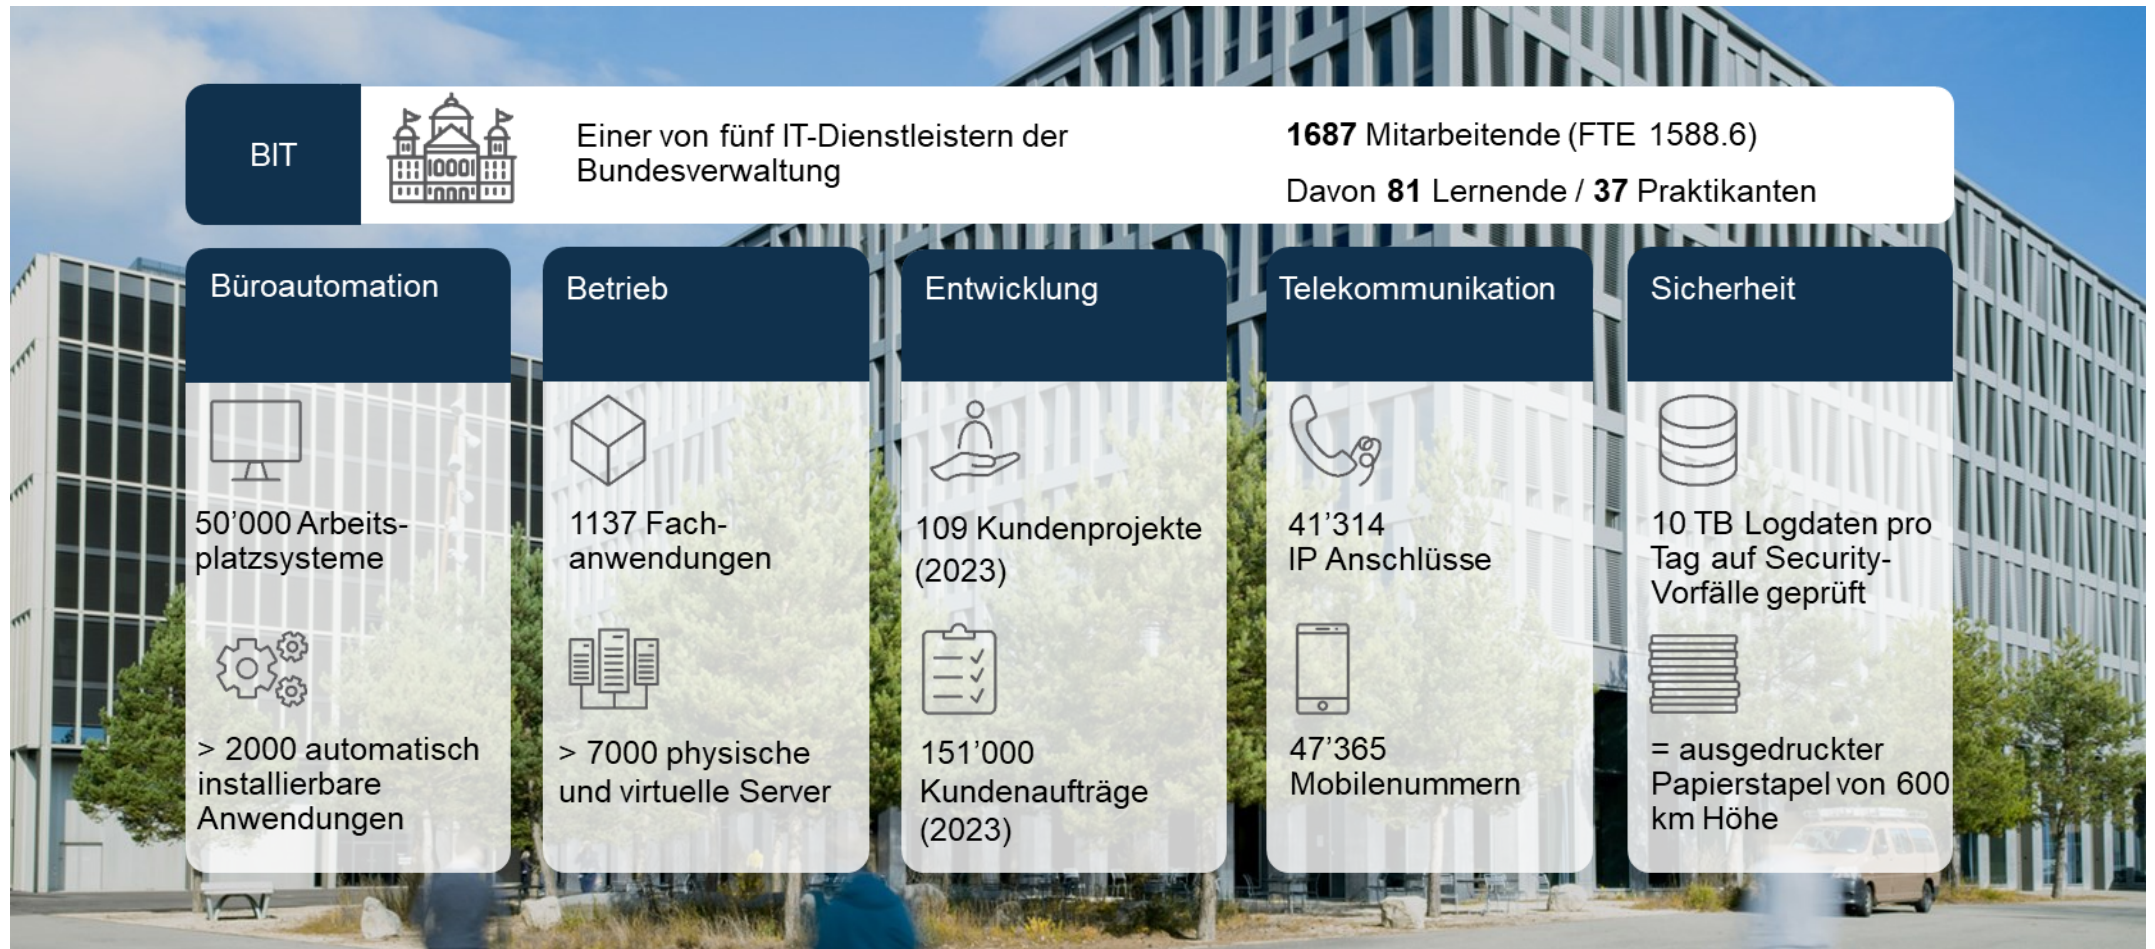 BIT
Einer von fünf IT-Dienstleistern der
Bundesverwaltung
1687 Mitarbeitende (FTE 1588.6)
Davon 81 Lernende / 37 Praktikanten
Büroautomation
50’000 Arbeits-
platzsysteme
> 2000 automatisch
installierbare
Anwendungen
Betrieb
1137 Fach-
anwendungen
> 7000 physische
und virtuelle Server
Entwicklung
109 Kundenprojekte
(2023)
151’000
Kundenaufträge
(2023)
Telekommunikation
41’314
IP Anschlüsse
47’365
Mobilenummern
Sicherheit
10 TB Logdaten pro
Tag auf Security-
Vorfälle geprüft
= ausgedruckter
Papierstapel von 600
km Höhe